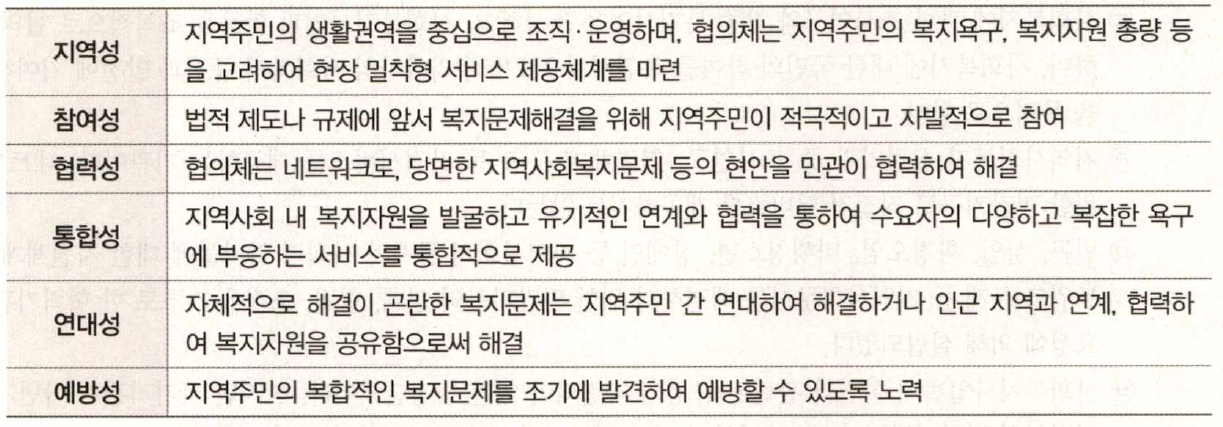 지역성
지역주민의 생활권역을 중심으로 조직·운영하며, 협의체는 지역주민의 복지욕구, 복지자원 총량 등
을 고려하여 현장 밀착형 서비스 제공체계를 마련
참여성
법적 제도나 규제에 앞서 복지문제해결을 위해 지역주민이 적극적이고 자발적으로 참여
협력성
협의체는 네트워크로, 당면한 지역사회복지문제 등의 현안을 민관이 협력하여 해결
통합성
지역사회 내 복지자원을 발굴하고 유기적인 연계와 협력을 통하여 수요자의 다양하고 복잡한 욕구
에 부응하는 서비스를 통합적으로 제공
연대성
자체적으로 해결이 곤란한 복지문제는 지역주민 간 연대하여 해결하거나 인근 지역과 연계, 협력하
여 복지자원을 공유함으로써 해결
예방성
지역주민의 복합적인 복지문제를 조기에 발견하여 예방할 수 있도록 노력